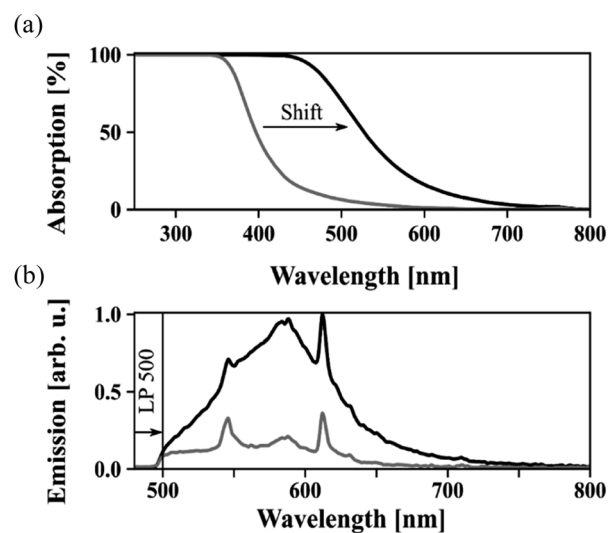 (a)
Absorption [%]
100
50
0
Shift
300 400 500 600 700 800
Wavelength [nm]
(b)
Emission [arb. u.]
1.0
0.5
0.0
LP 500
500 600 700 800
Wavelength [nm]